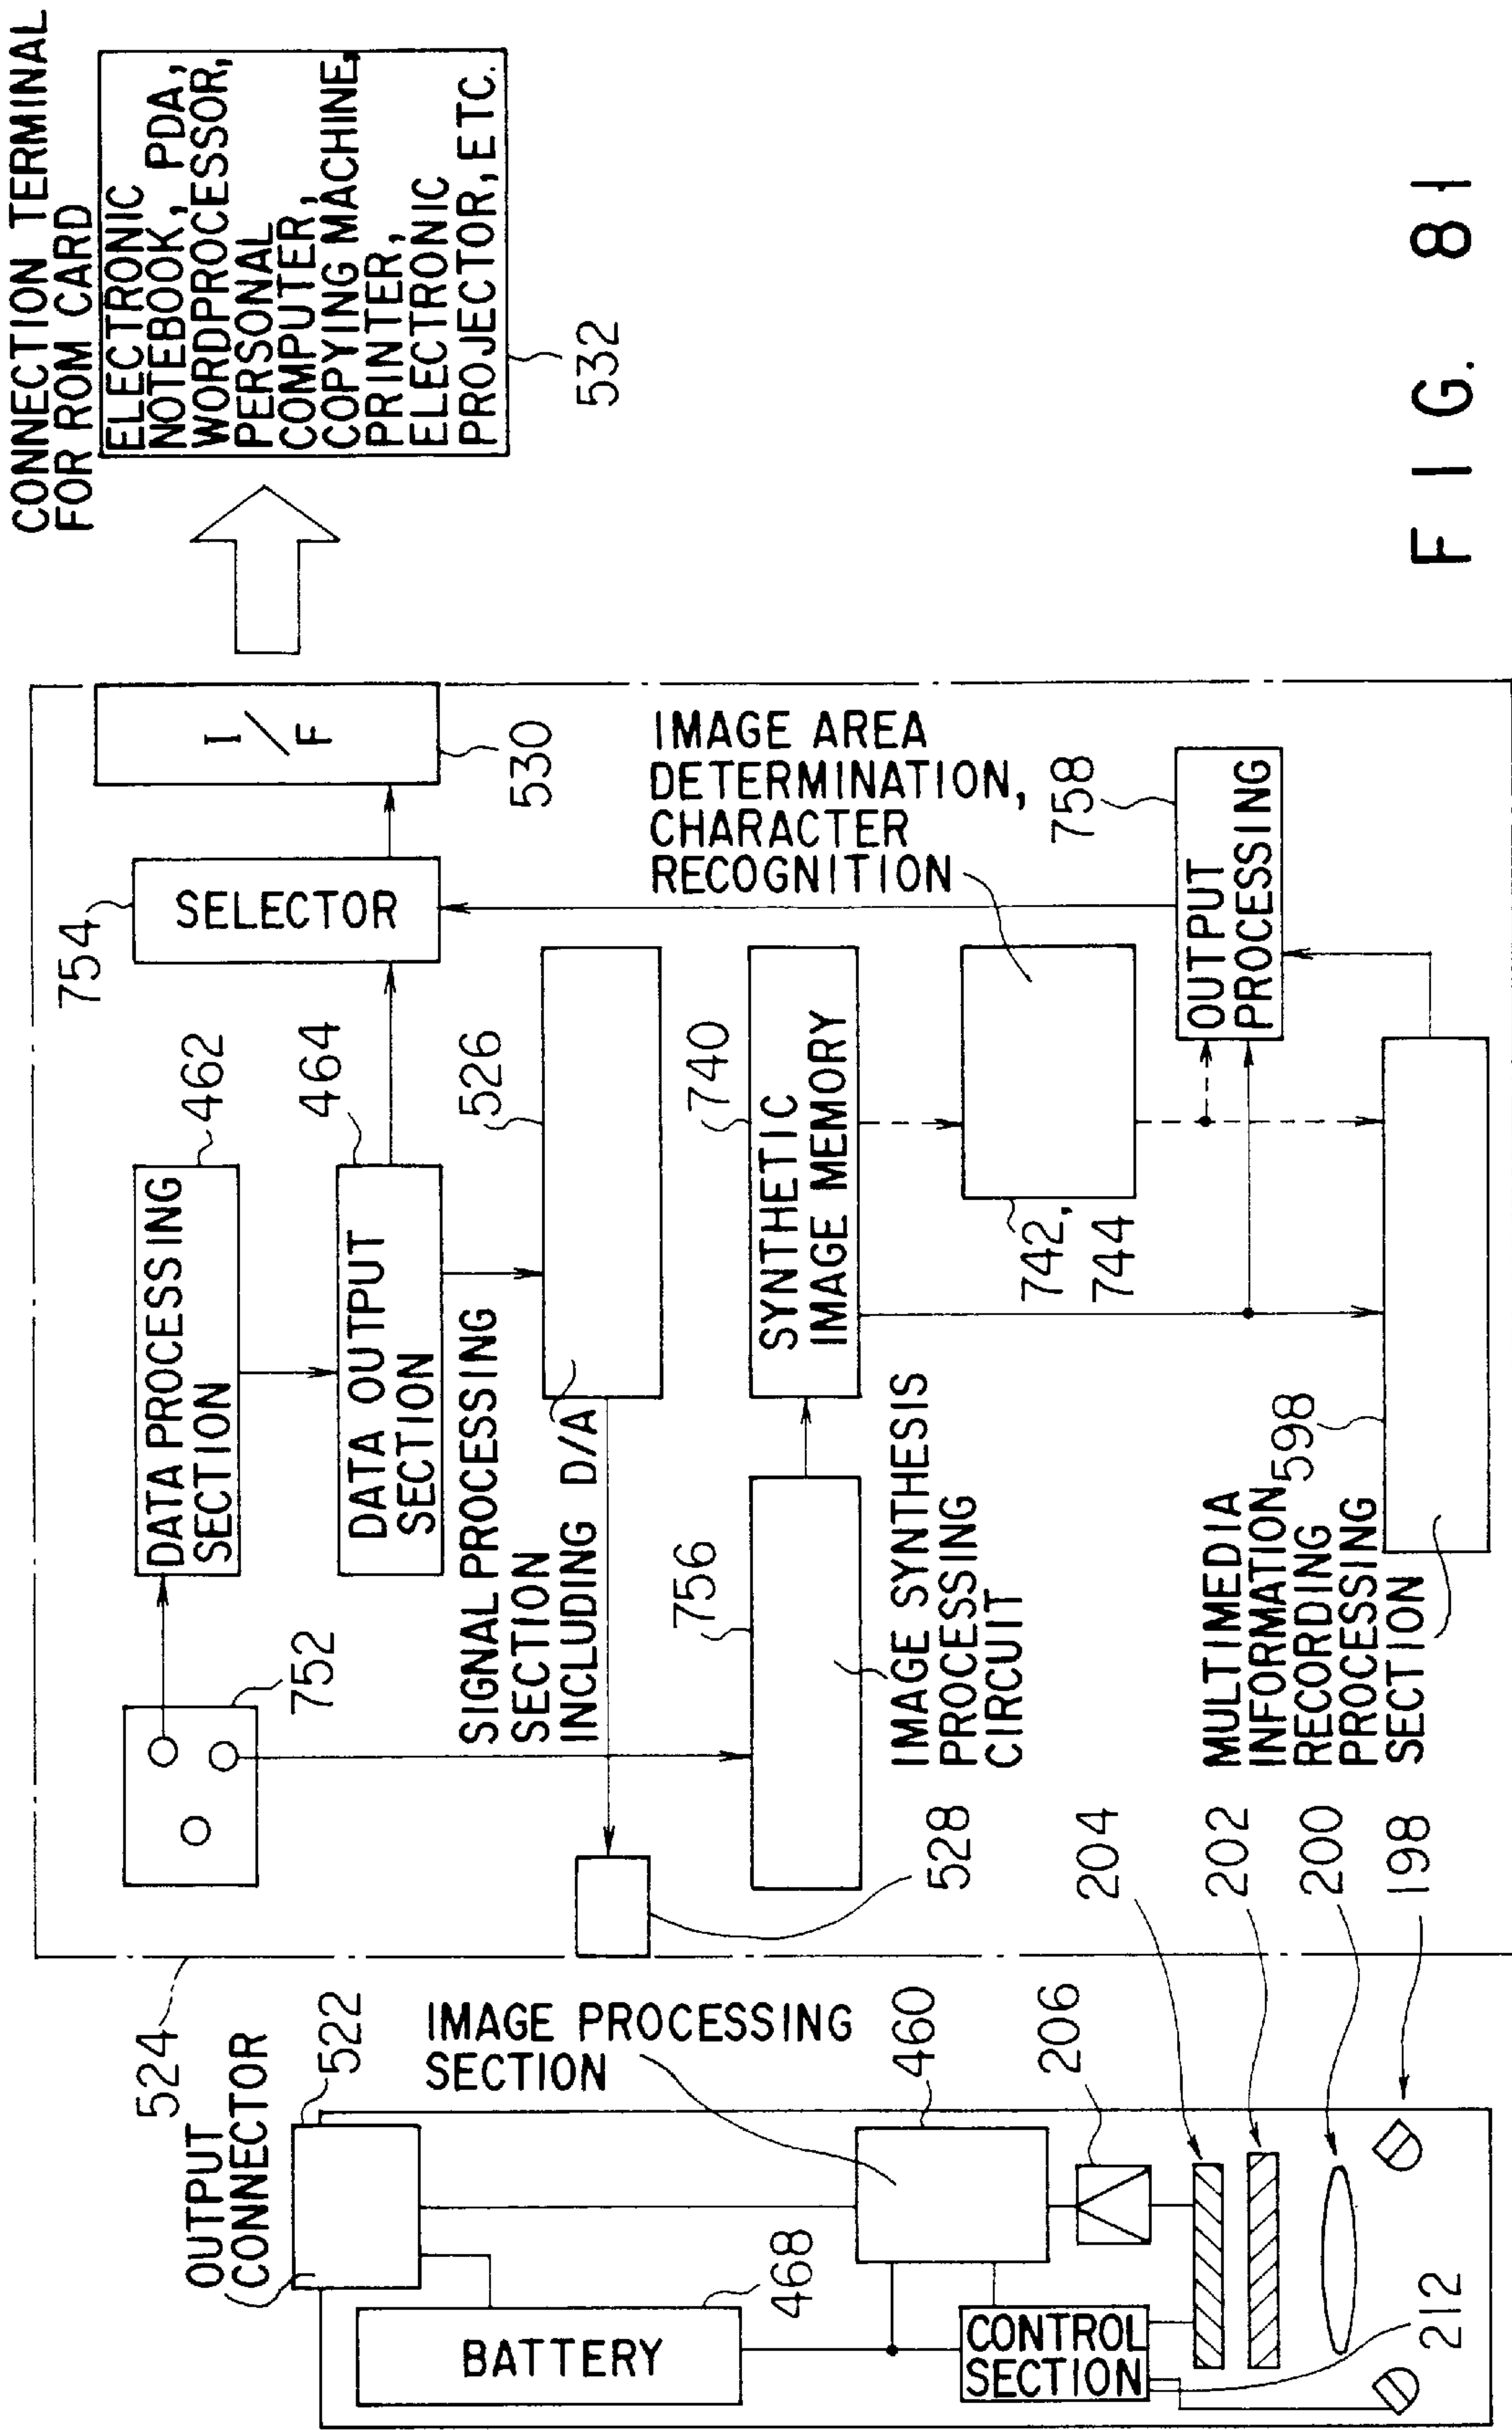 CONNECTION TERMINAL
FOR ROM CARD
ELECTRONIC
NOTEBOOK, PDA,
WORDPROCESSOR,
PERSONAL
COMPUTER,
COPYING MACHINE,
PRINTER,
ELECTRONIC
PROJECTOR, ETC.
532
I/F
530
754
SELECTOR
462
DATA PROCESSING
SECTION
464
DATA OUTPUT
SECTION
752
526
SIGNAL PROCESSING
SECTION
INCLUDING D/A
IMAGE AREA
DETERMINATION,
CHARACTER
RECOGNITION
740
SYNTHETIC
IMAGE MEMORY
742,
744
758
OUTPUT
PROCESSING
756
IMAGE SYNTHESIS
PROCESSING
CIRCUIT
528
598
MULTIMEDIA
INFORMATION
RECORDING
PROCESSING
SECTION
524
OUTPUT
CONNECTOR
522
IMAGE PROCESSING
SECTION
460
206
204
202
200
198
BATTERY
468
CONTROL
SECTION
212
FIG. 81